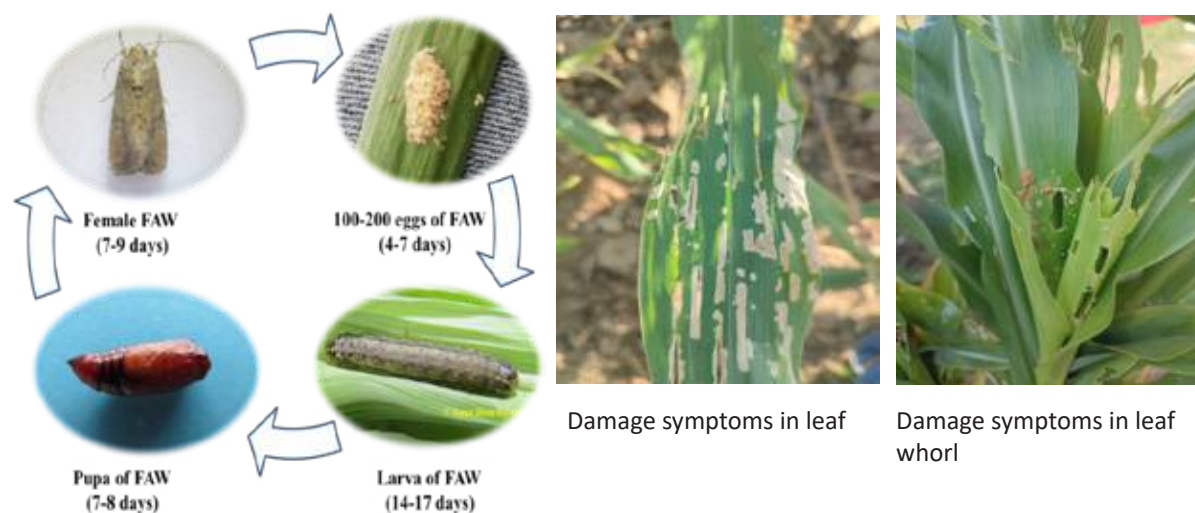 Female FAW
(7-9 days)
100-200 eggs of FAW
(4-7 days)
Pupa of FAW
(7-8 days)
Larva of FAW
(14-17 days)
Damage symptoms in leaf
Damage symptoms in leaf
whorl